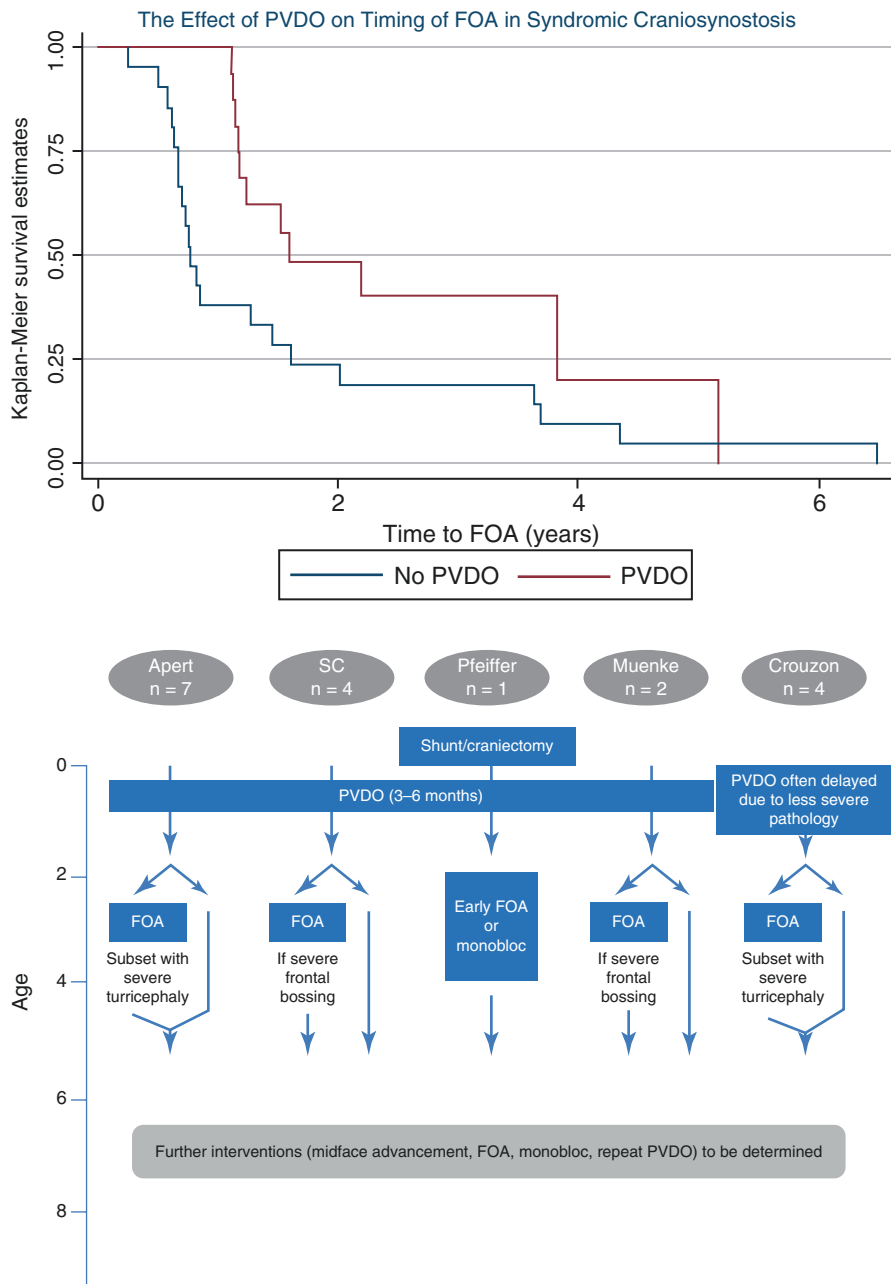 The Effect of PVDO on Timing of FOA in Syndromic Craniosynostosis
Kaplan-Meier survival estimates
1.00
0.75
0.50
0.25
0.00
0
2
4
6
Time to FOA (years)
No PVDO
PVDO
Apert
n = 7
SC
n = 4
Pfeiffer
n = 1
Muenke
n = 2
Crouzon
n = 4
Shunt/craniectomy
Age
0
2
4
6
8
PVDO (3–6 months)
PVDO often delayed
due to less severe
pathology
FOA
Subset with
severe
turricephaly
FOA
If severe
frontal
bossing
Early FOA
or
monobloc
FOA
If severe
frontal
bossing
FOA
Subset with
severe
turricephaly
Further interventions (midface advancement, FOA, monobloc, repeat PVDO) to be determined